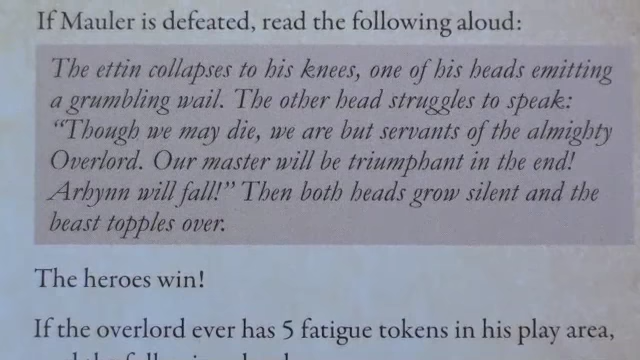 If Mauler is defeated, read the following aloud:
The ettin collapses to his knees, one of his heads emitting
a grumbling wail. The other head struggles to speak:
“Though we may die, we are but servants of the almighty
Overlord. Our master will be triumphant in the end!
Arhynn will fall!” Then both heads grow silent and the
beast topples over.
The heroes win!
If the overlord ever has 5 fatigue tokens in his play area,